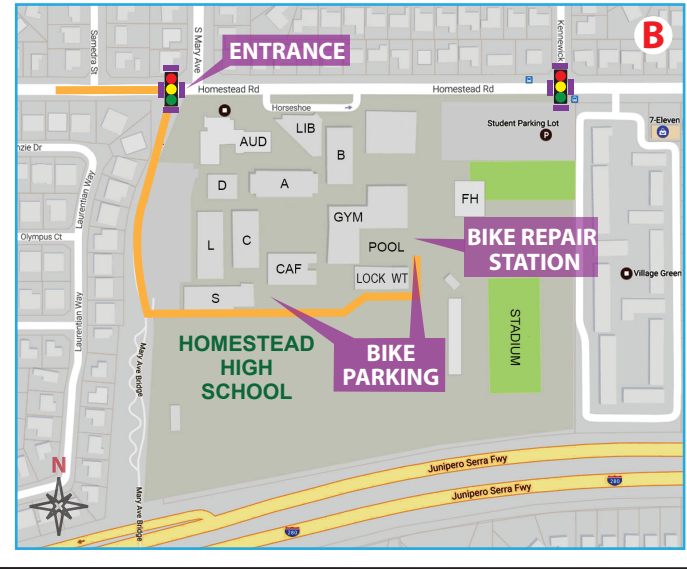 B
Samedra St
S Mary Ave
Kennewick
ENTRANCE
Homestead Rd
Homestead Rd
Horseshoe
LIB
AUD
B
Student Parking Lot
P
7-Eleven
nzie Dr
Laurentian Way
D
A
FH
GYM
L
C
POOL
BIKE REPAIR
STATION
Olympus Ct
CAF
LOCK WT
Village Green
S
Laurentian Way
HOMESTEAD
HIGH
SCHOOL
BIKE
PARKING
STADIUM
Mary Ave Bridge
N
Junipero Serra Fwy
280
Junipero Serra Fwy
Mary Ave Bridge
280